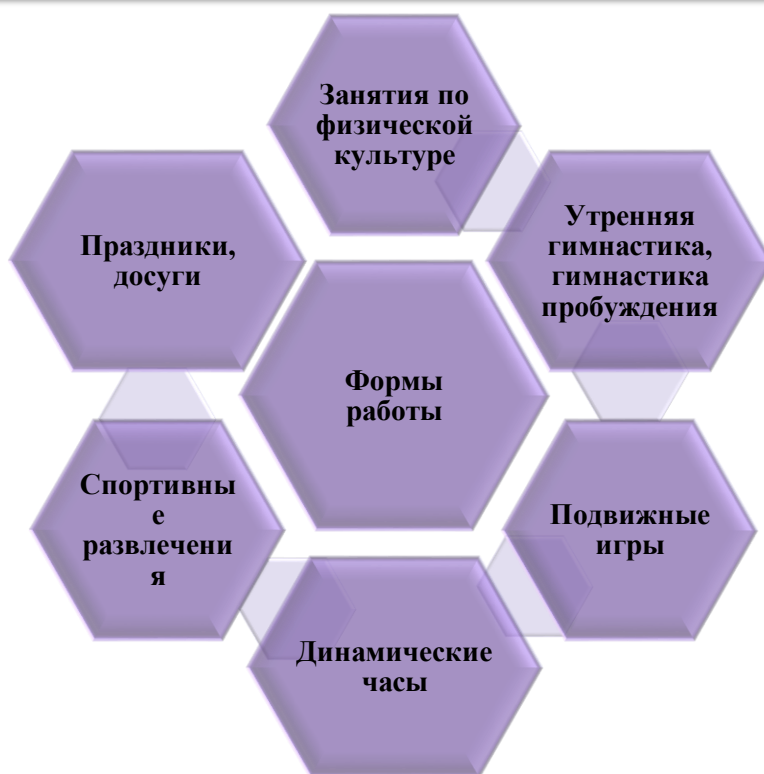 Занятия по
физической
культуре
Утренняя
гимнастика,
гимнастика
пробуждения
Праздники,
досуги
Формы
работы
Спортивны
е
развлечени
я
Подвижные
игры
Динамические
часы